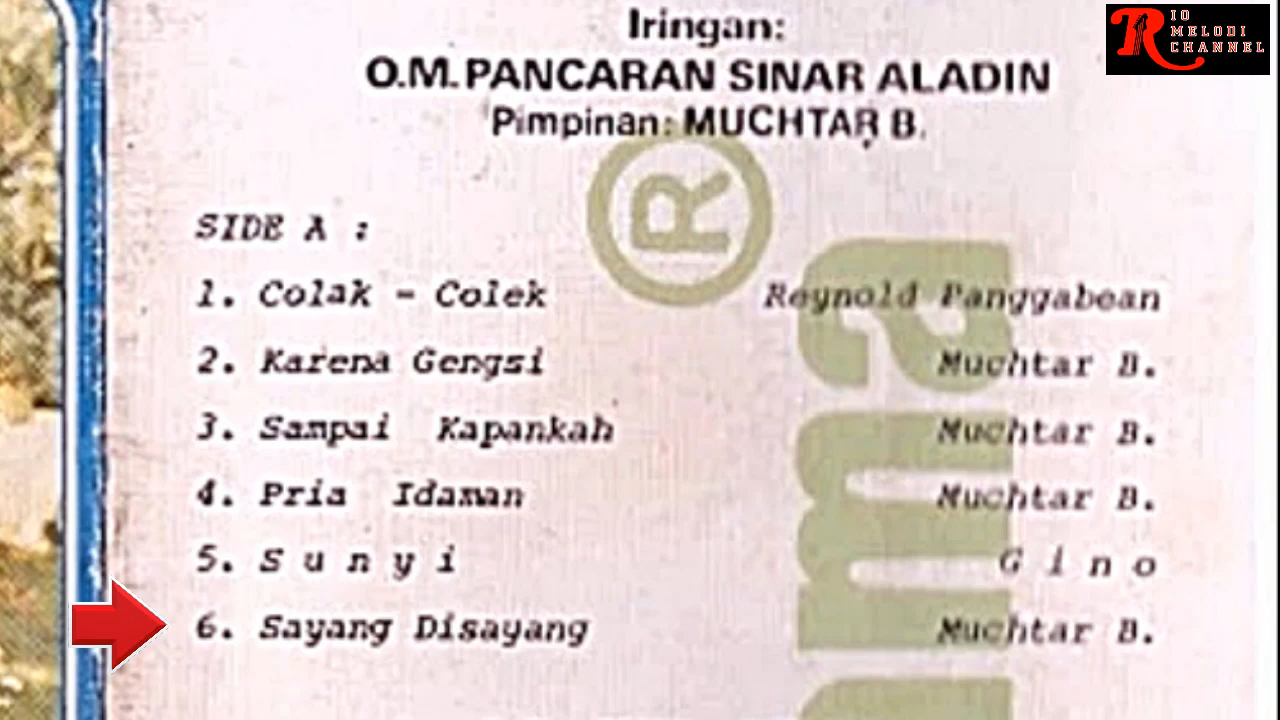 Iringan:
O.M. PANCARAN SINAR ALADIN
Pimpinan: MUCHTAR B.
RIO
MELODI
CHANNEL
R
ma
SIDE A :
1. Colak - Colek Reynold Panggabean
2. Karena Gengsi Muchtar B.
3. Sampai Kapankah Muchtar B.
4. Pria Idaman Muchtar B.
5. S u n y i G i n o
6. Sayang Disayang Muchtar B.